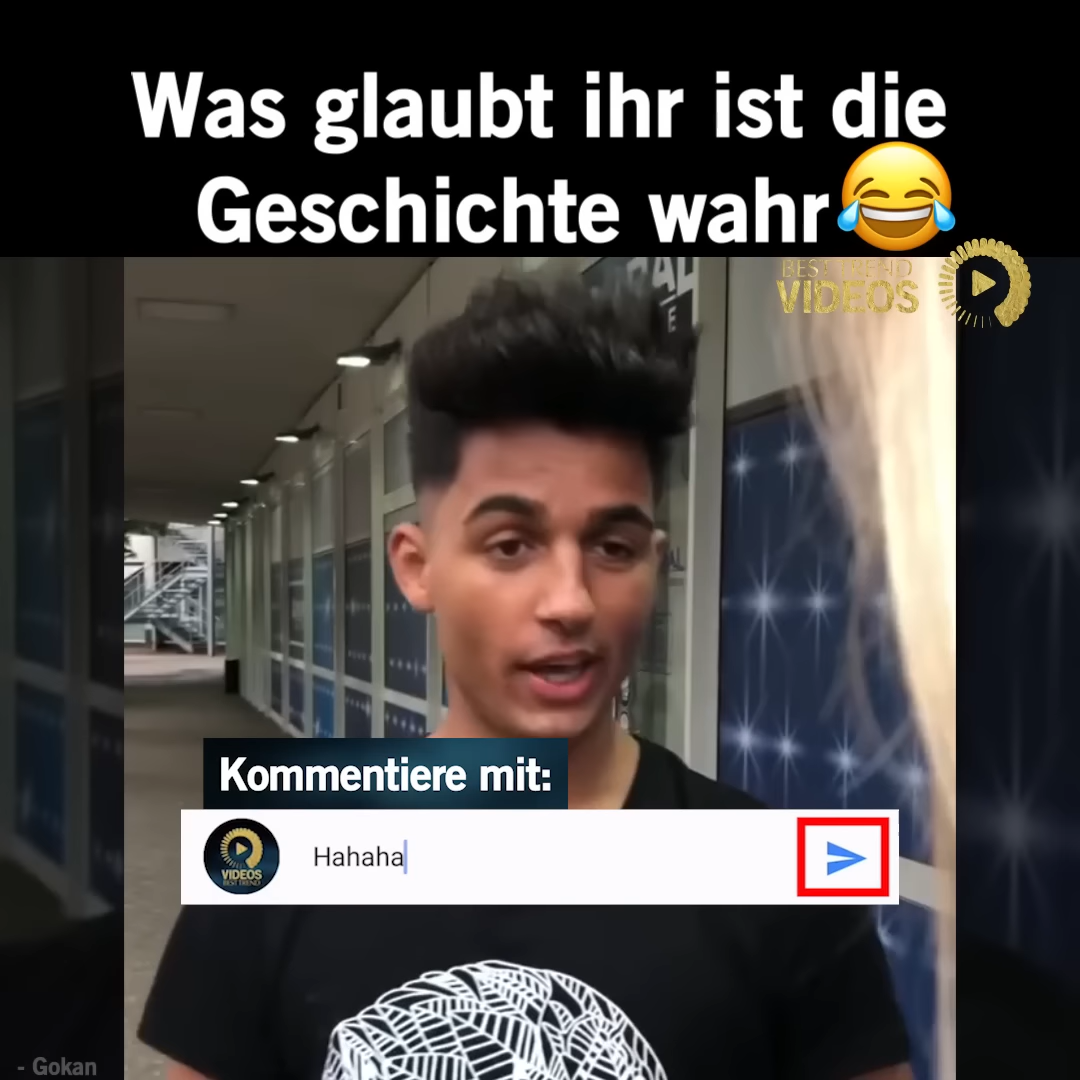 Was glaubt ihr ist die
Geschichte wahr😂
BEST TREND
VIDEOS
Kommentiere mit:
VIDEOS
BEST TREND
Hahaha
- Gokan